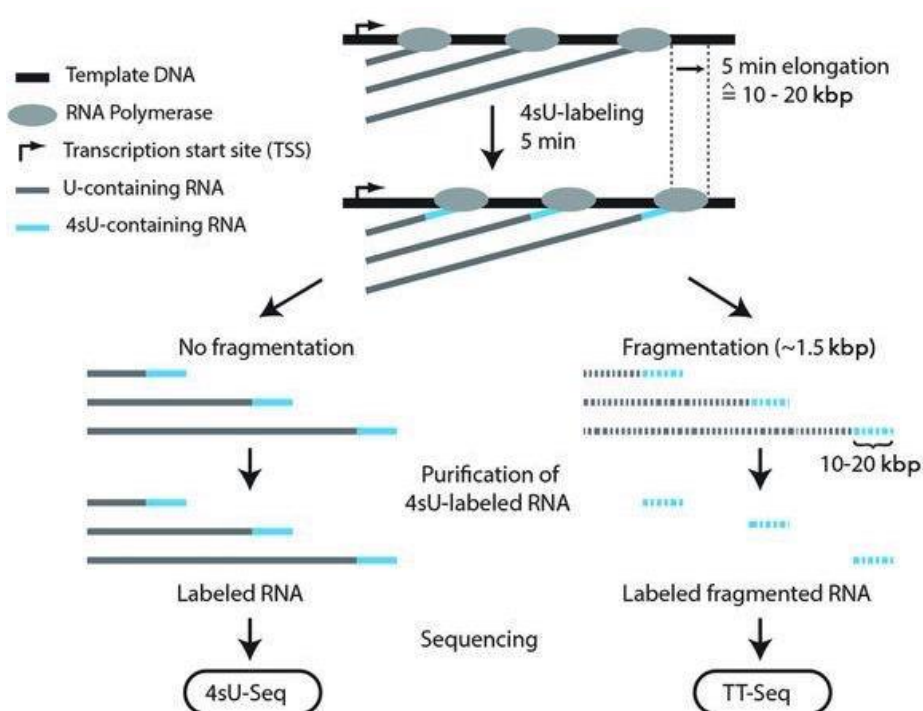 Template DNA
RNA Polymerase
Transcription start site (TSS)
U-containing RNA
4sU-containing RNA
5 min elongation
≙ 10 - 20 kbp
4sU-labeling
5 min
No fragmentation
Fragmentation (~1.5 kbp)
10-20 kbp
Purification of
4sU-labeled RNA
Labeled RNA
Labeled fragmented RNA
Sequencing
4sU-Seq
TT-Seq